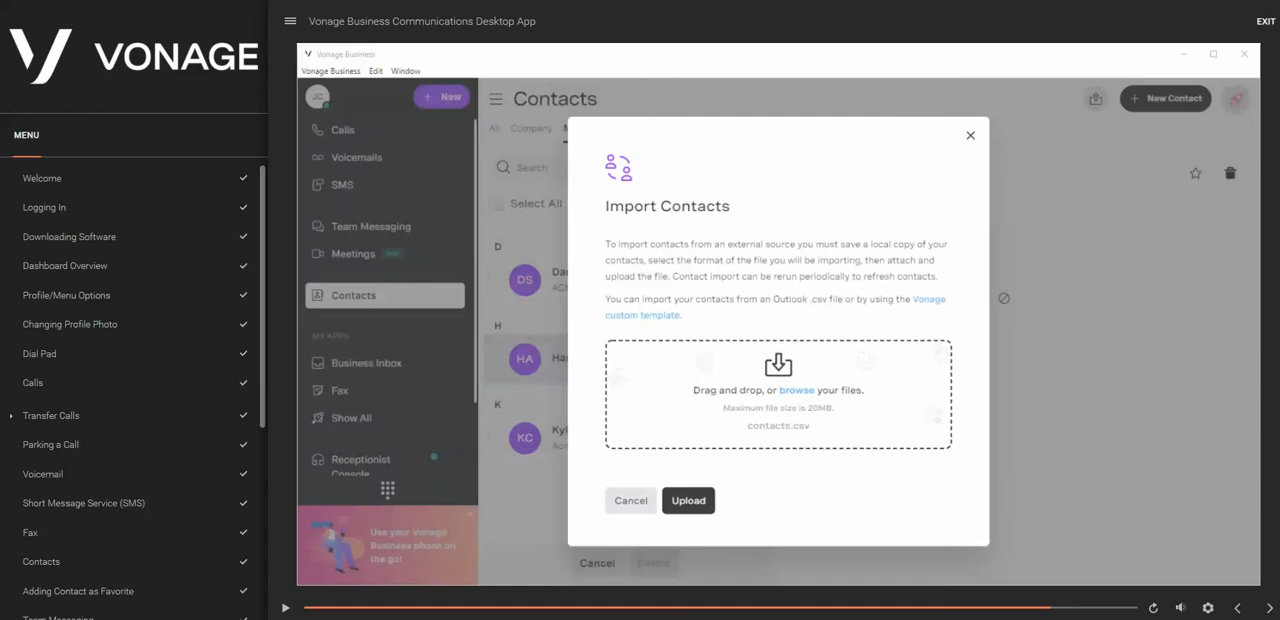 VONAGE
Vonage Business Communications Desktop App
EXIT
MENU
Welcome
Logging In
Downloading Software
Dashboard Overview
Profile/Menu Options
Changing Profile Photo
Dial Pad
Calls
Transfer Calls
Parking a Call
Voicemail
Short Message Service (SMS)
Fax
Contacts
Adding Contact as Favorite
Team Messaging
Vonage Business
Vonage Business Edit Window
JC
+ New
Calls
Voicemails
SMS
Team Messaging
Meetings
Contacts
MY APPS
Business Inbox
Fax
Show All
Receptionist
Console
Use your Vonage
Business phone on
the go!
Contacts
+ New Contact
All Company
Search
Select All
D
DS
H
HA
K
KC
Cancel Delete
Import Contacts
To import contacts from an external source you must save a local copy of your
contacts, select the format of the file you will be importing, then attach and
upload the file. Contact import can be rerun periodically to refresh contacts.
You can import your contacts from an Outlook .csv file or by using the Vonage
custom template.
Drag and drop, or browse your files.
Maximum file size is 20MB.
contacts.csv
Cancel
Upload